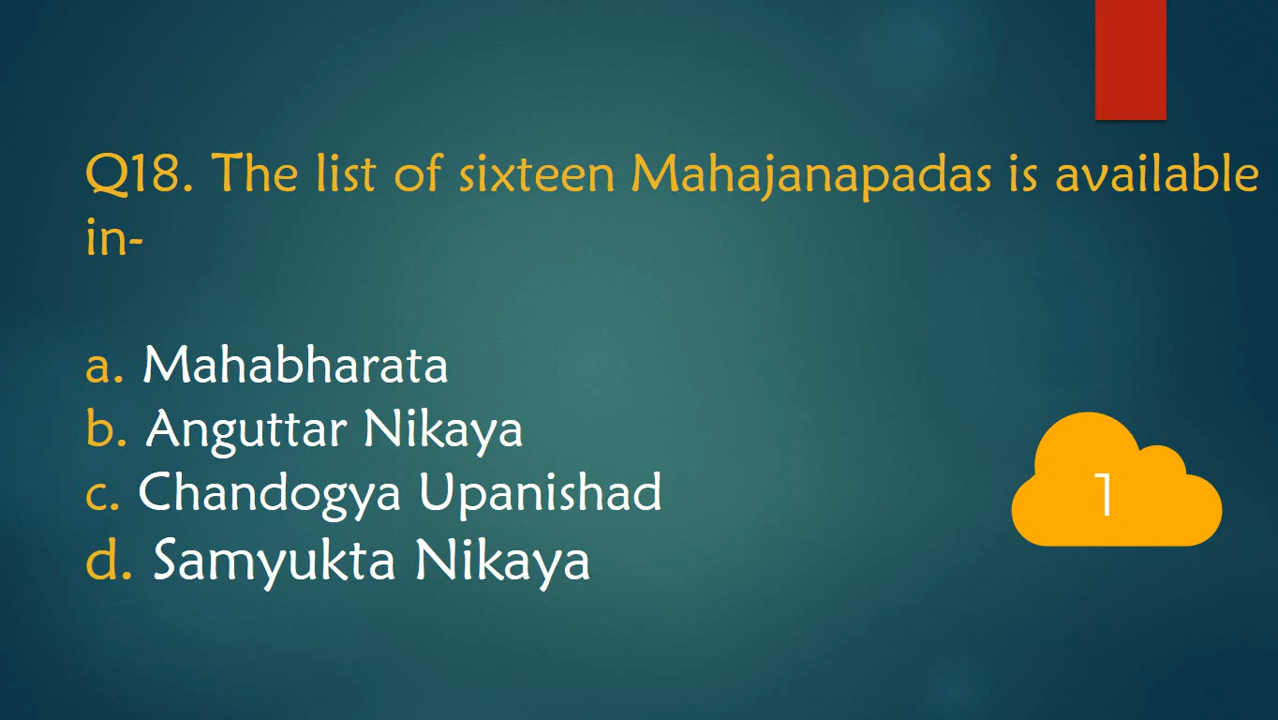 Q18. The list of sixteen Mahajanapadas is available
in-
a. Mahabharata
b. Anguttar Nikaya
c. Chandogya Upanishad
d. Samyukta Nikaya
1